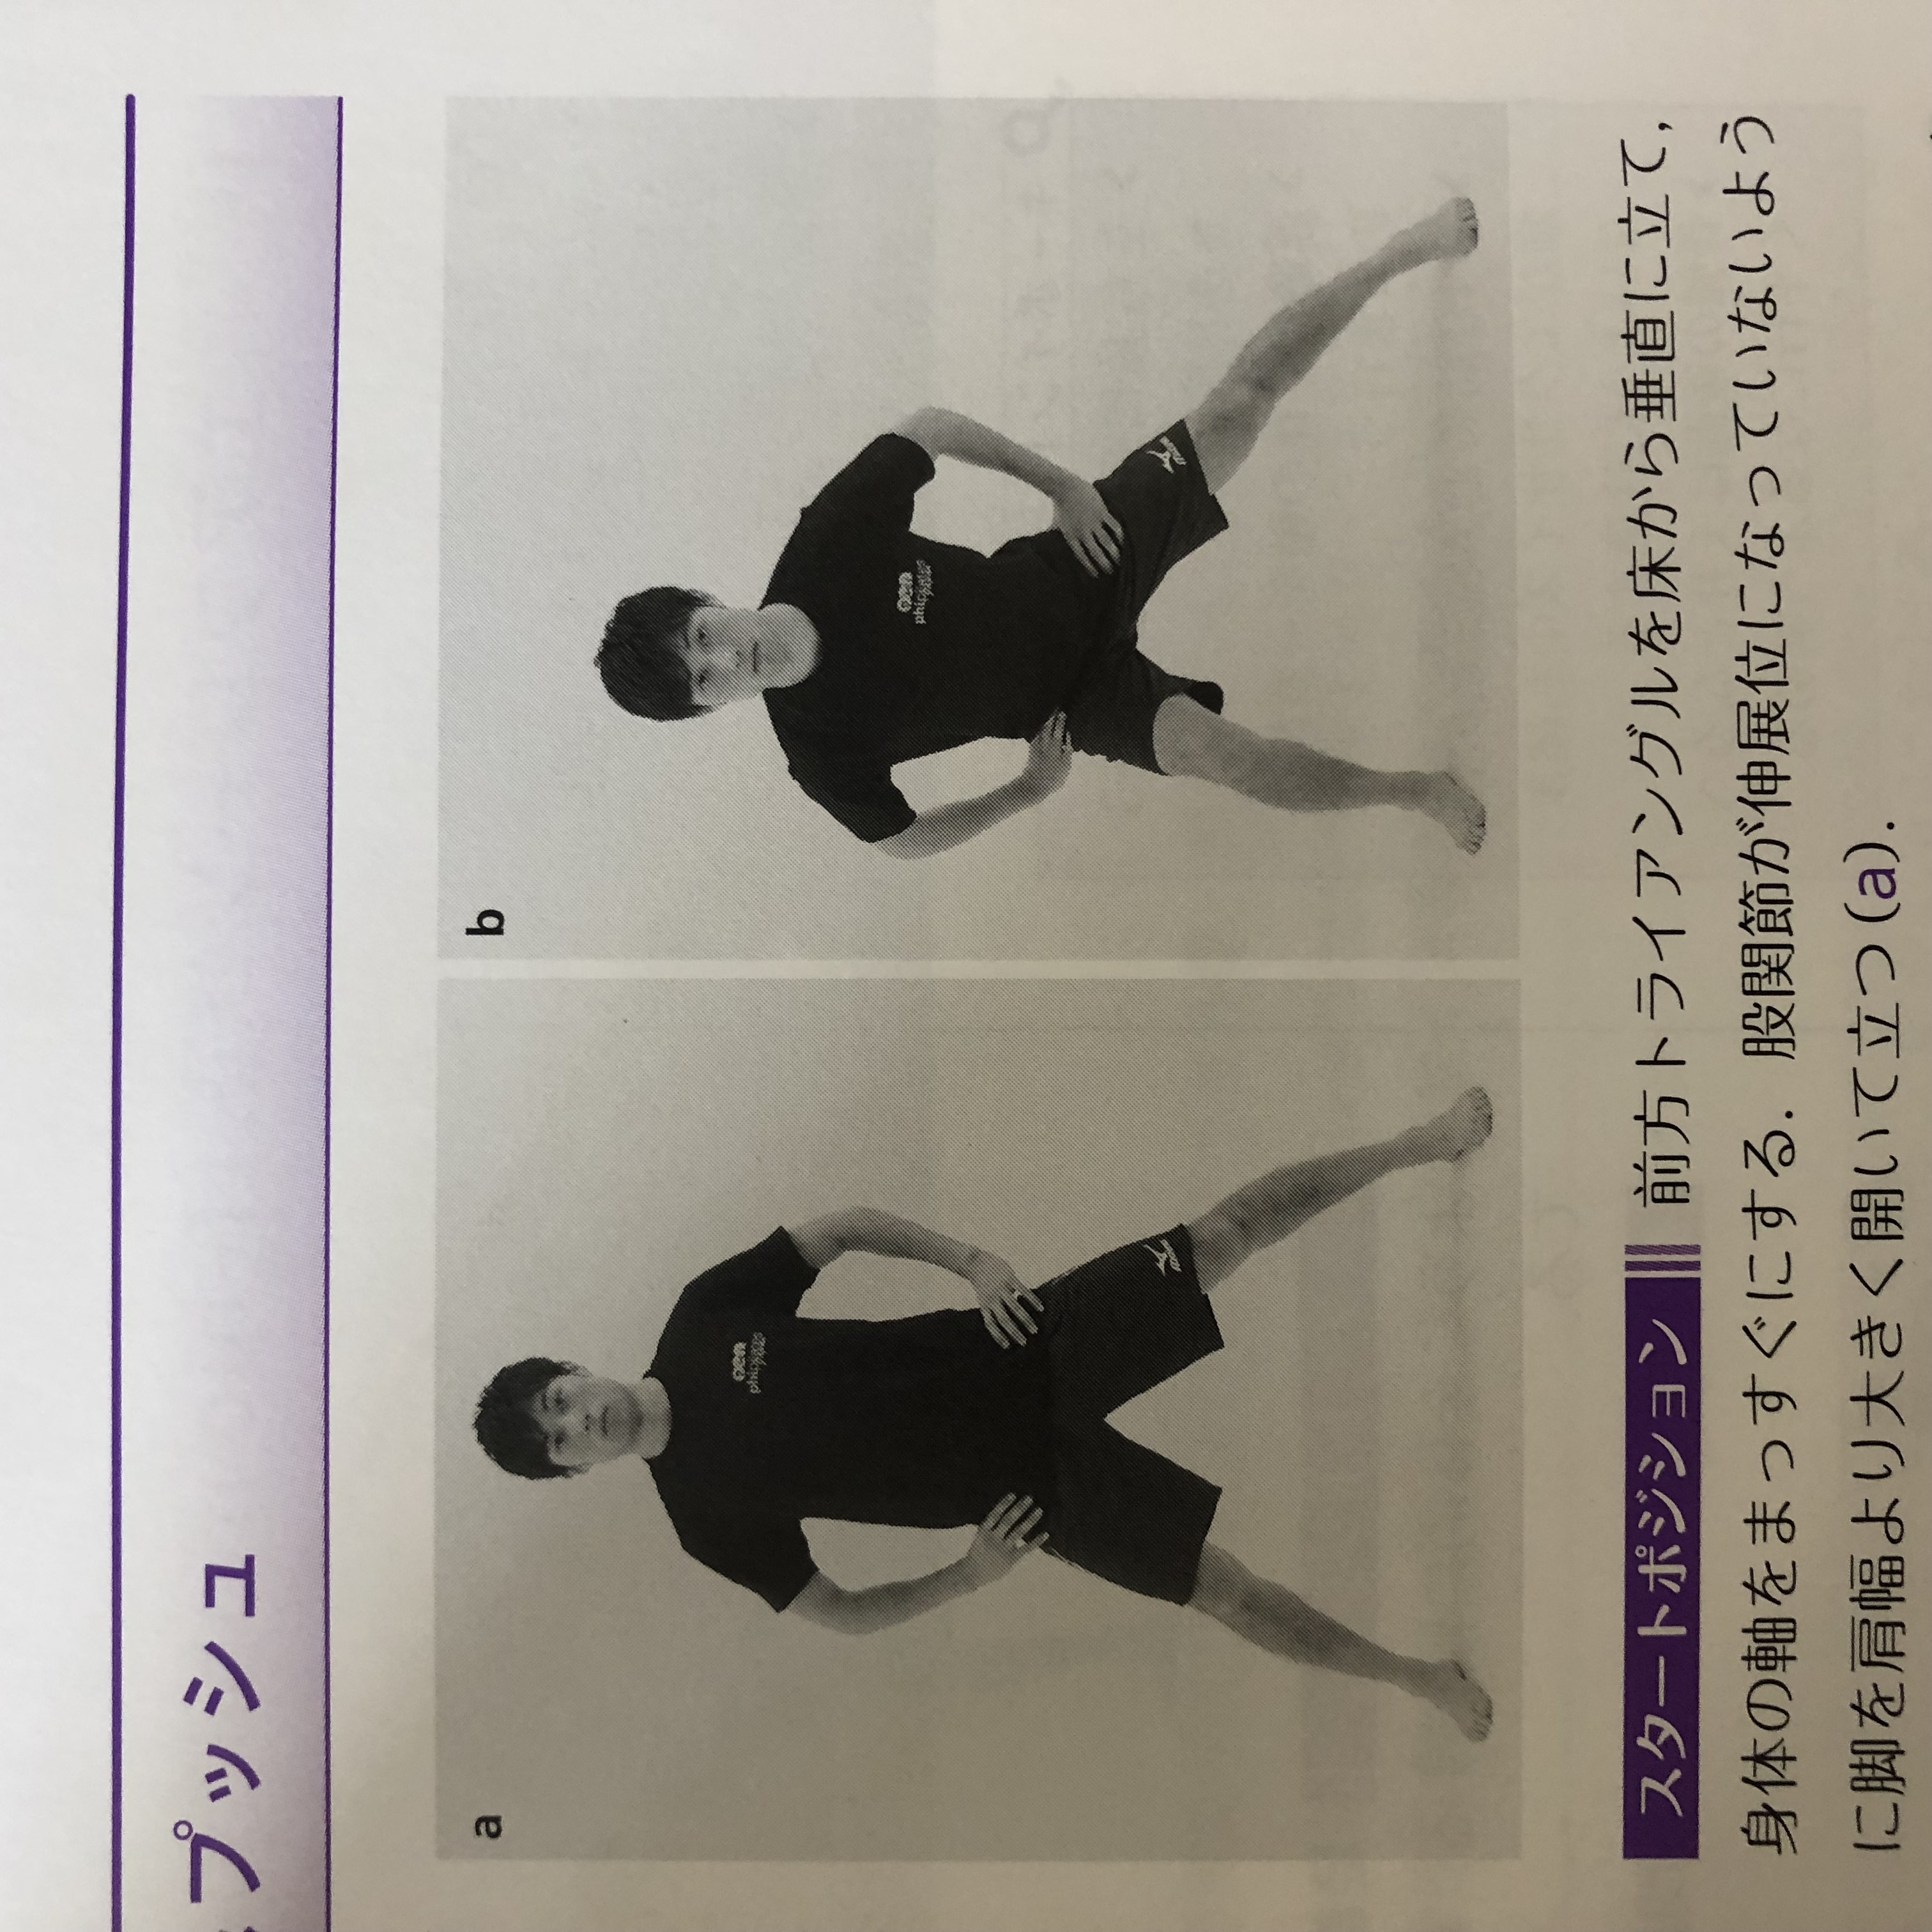 プッシュ
a
b
phipilates
phipilates
スタートポジション 前方トライアングルを床から垂直に立て，
身体の軸をまっすぐにする．股関節が伸展位になっていないよう
に脚を肩幅より大きく開いて立つ（a）．